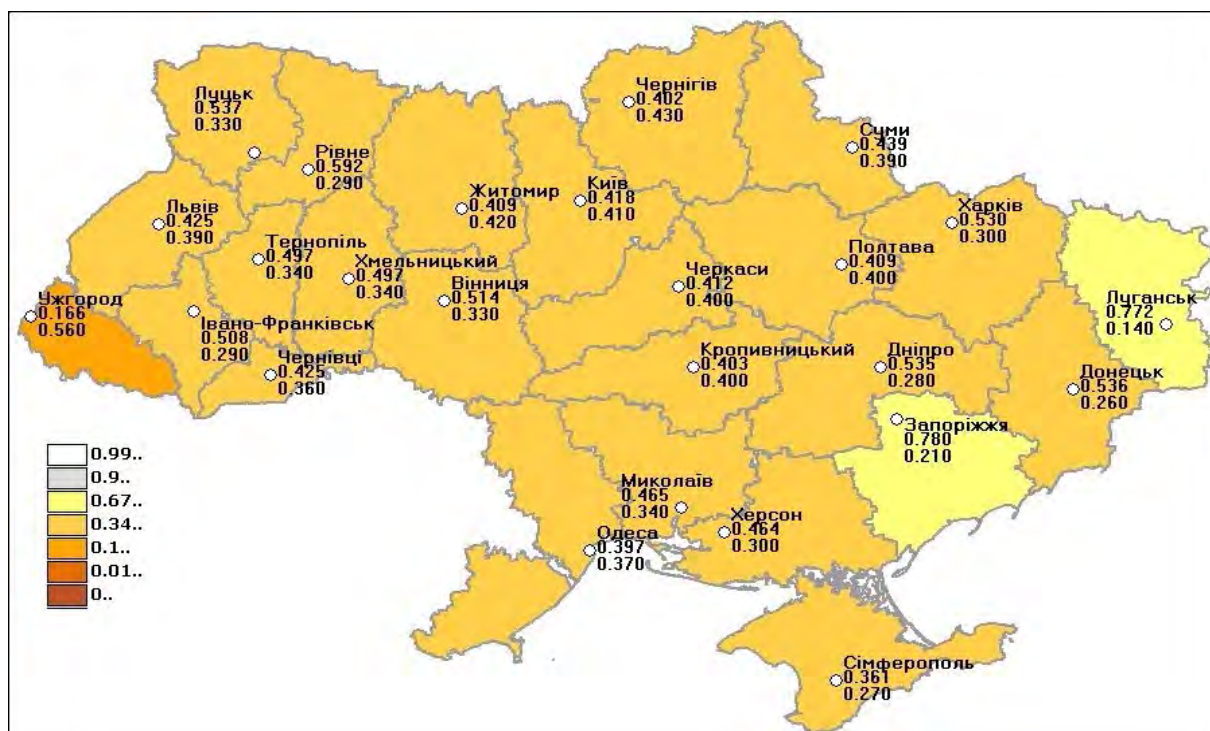 Луцьк
0.537
0.330
Рівне
0.592
0.290
Житомир
0.409
0.420
Київ
0.418
0.410
Чернігів
0.402
0.430
Суми
0.439
0.390
Львів
0.425
0.390
Тернопіль
0.497
0.340
Хмельницький
0.497
0.340
Вінниця
0.514
0.330
Черкаси
0.412
0.400
Полтава
0.409
0.400
Харків
0.530
0.300
Луганськ
0.772
0.140
Ужгород
0.166
0.560
Івано-Франківськ
0.508
0.290
Чернівці
0.425
0.360
Кропивницький
0.403
0.400
Дніпро
0.535
0.280
Донецьк
0.536
0.260
Запоріжжя
0.780
0.210
Миколаїв
0.465
0.340
Херсон
0.464
0.300
Одеса
0.397
0.370
Сімферополь
0.361
0.270
0.99..
0.9..
0.67..
0.34..
0.1..
0.01..
0..